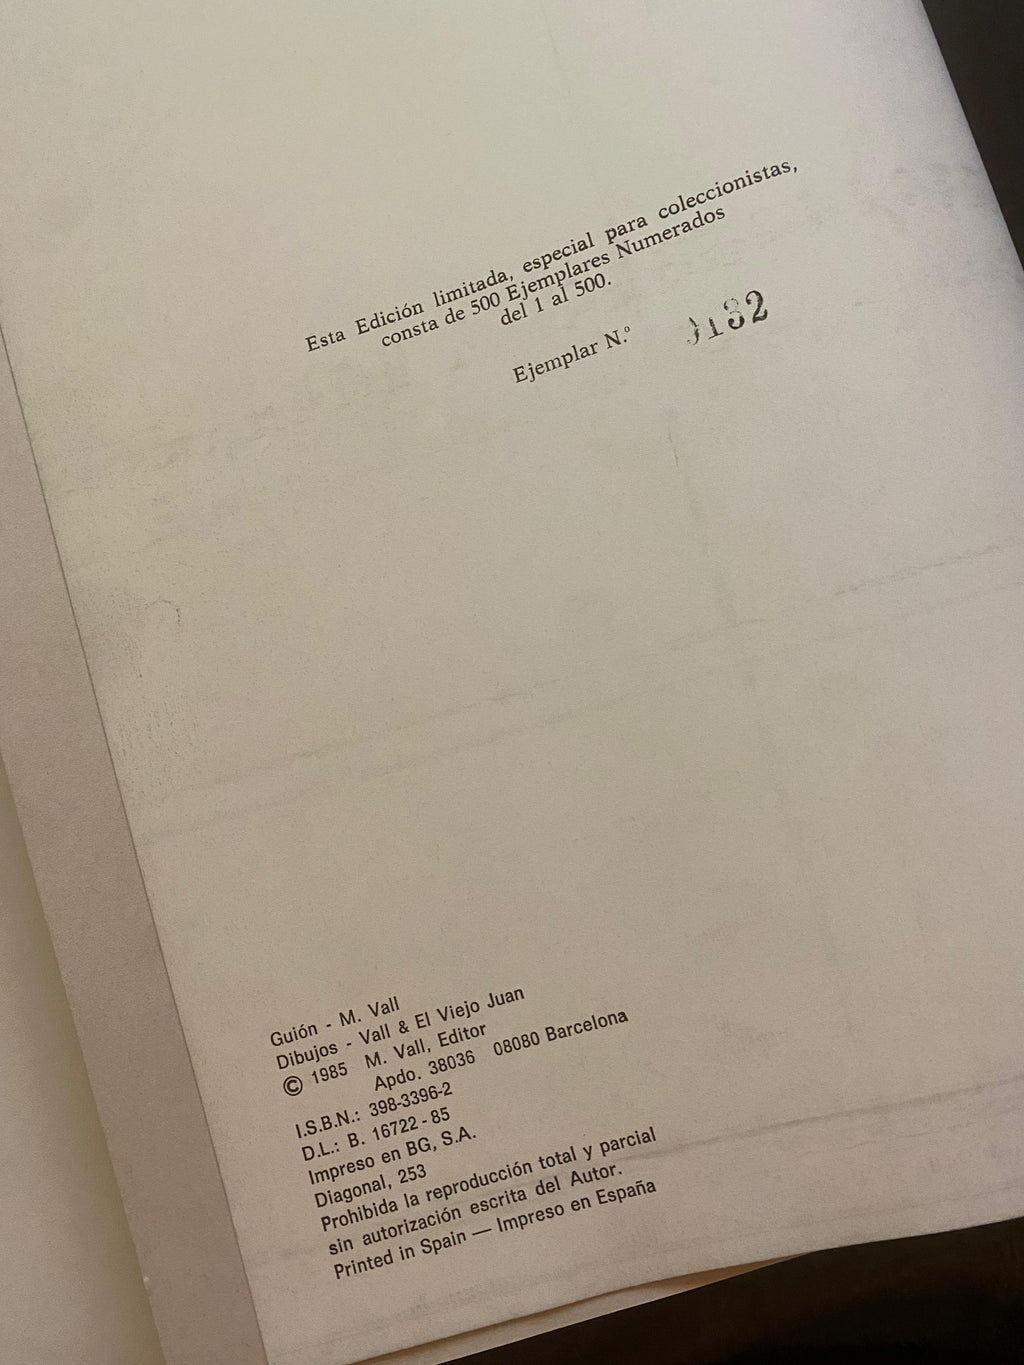 Esta Edición limitada, especial para coleccionistas,
consta de 500 Ejemplares Numerados
del 1 al 500.
Ejemplar N.º 0132
Guión - M. Vall
Dibujos - Vall & El Viejo Juan
© 1985 M. Vall, Editor
Apdo. 38036 08080 Barcelona
I.S.B.N.: 398-3396-2
D.L.: B. 16722 - 85
Impreso en BG, S.A.
Diagonal, 253
Prohibida la reproducción total y parcial
sin autorización escrita del Autor.
Printed in Spain — Impreso en España